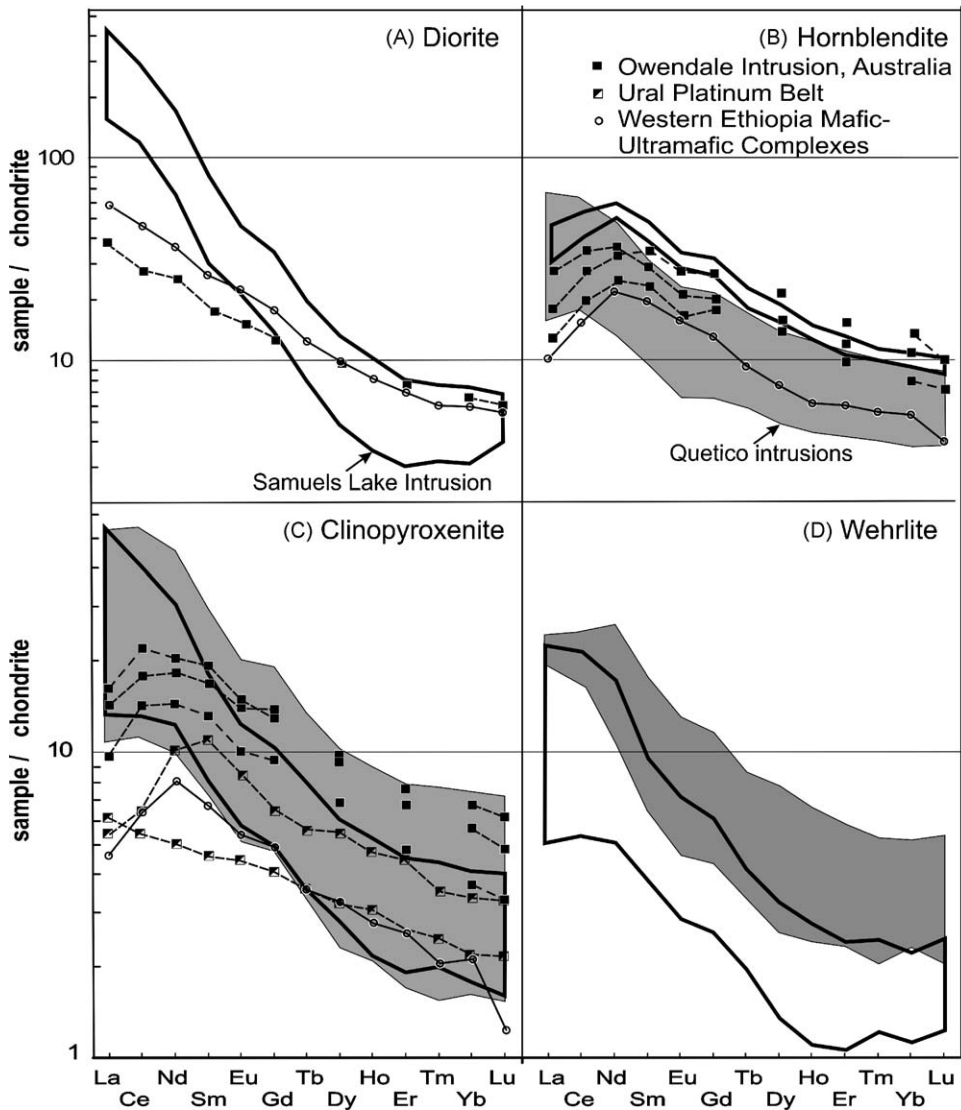 (A) Diorite
(B) Hornblendite
Owendale Intrusion, Australia
Ural Platinum Belt
Western Ethiopia Mafic-
Ultramafic Complexes
100
10
sample / chondrite
Samuels Lake Intrusion
Quetico intrusions
(C) Clinopyroxenite
(D) Wehrlite
10
1
sample / chondrite
La Nd Eu Tb Ho Tm Lu
Ce Sm Gd Dy Er Yb
La Nd Eu Tb Ho Tm Lu
Ce Sm Gd Dy Er Yb